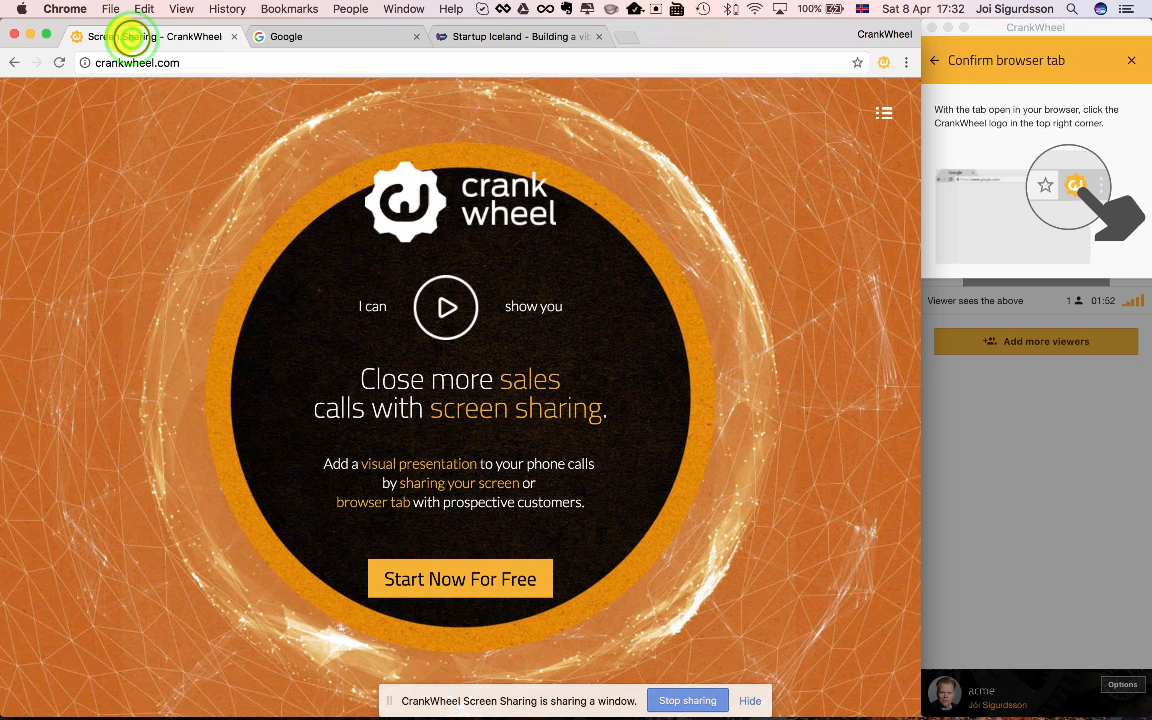 Chrome File Edit View History Bookmarks People Window Help 100% Sat 8 Apr 17:32 Joi Sigurdsson
Screen Sharing - CrankWheel
Google
Startup Iceland - Building a vi
CrankWheel
crankwheel.com
crank
wheel
I can show you
Close more sales
calls with screen sharing.
Add a visual presentation to your phone calls
by sharing your screen or
browser tab with prospective customers.
Start Now For Free
CrankWheel Screen Sharing is sharing a window. Stop sharing Hide
CrankWheel
Confirm browser tab
With the tab open in your browser, click the
CrankWheel logo in the top right corner.
Google
Viewer sees the above 1 01:52
Add more viewers
acme
Jói Sigurdsson
Options